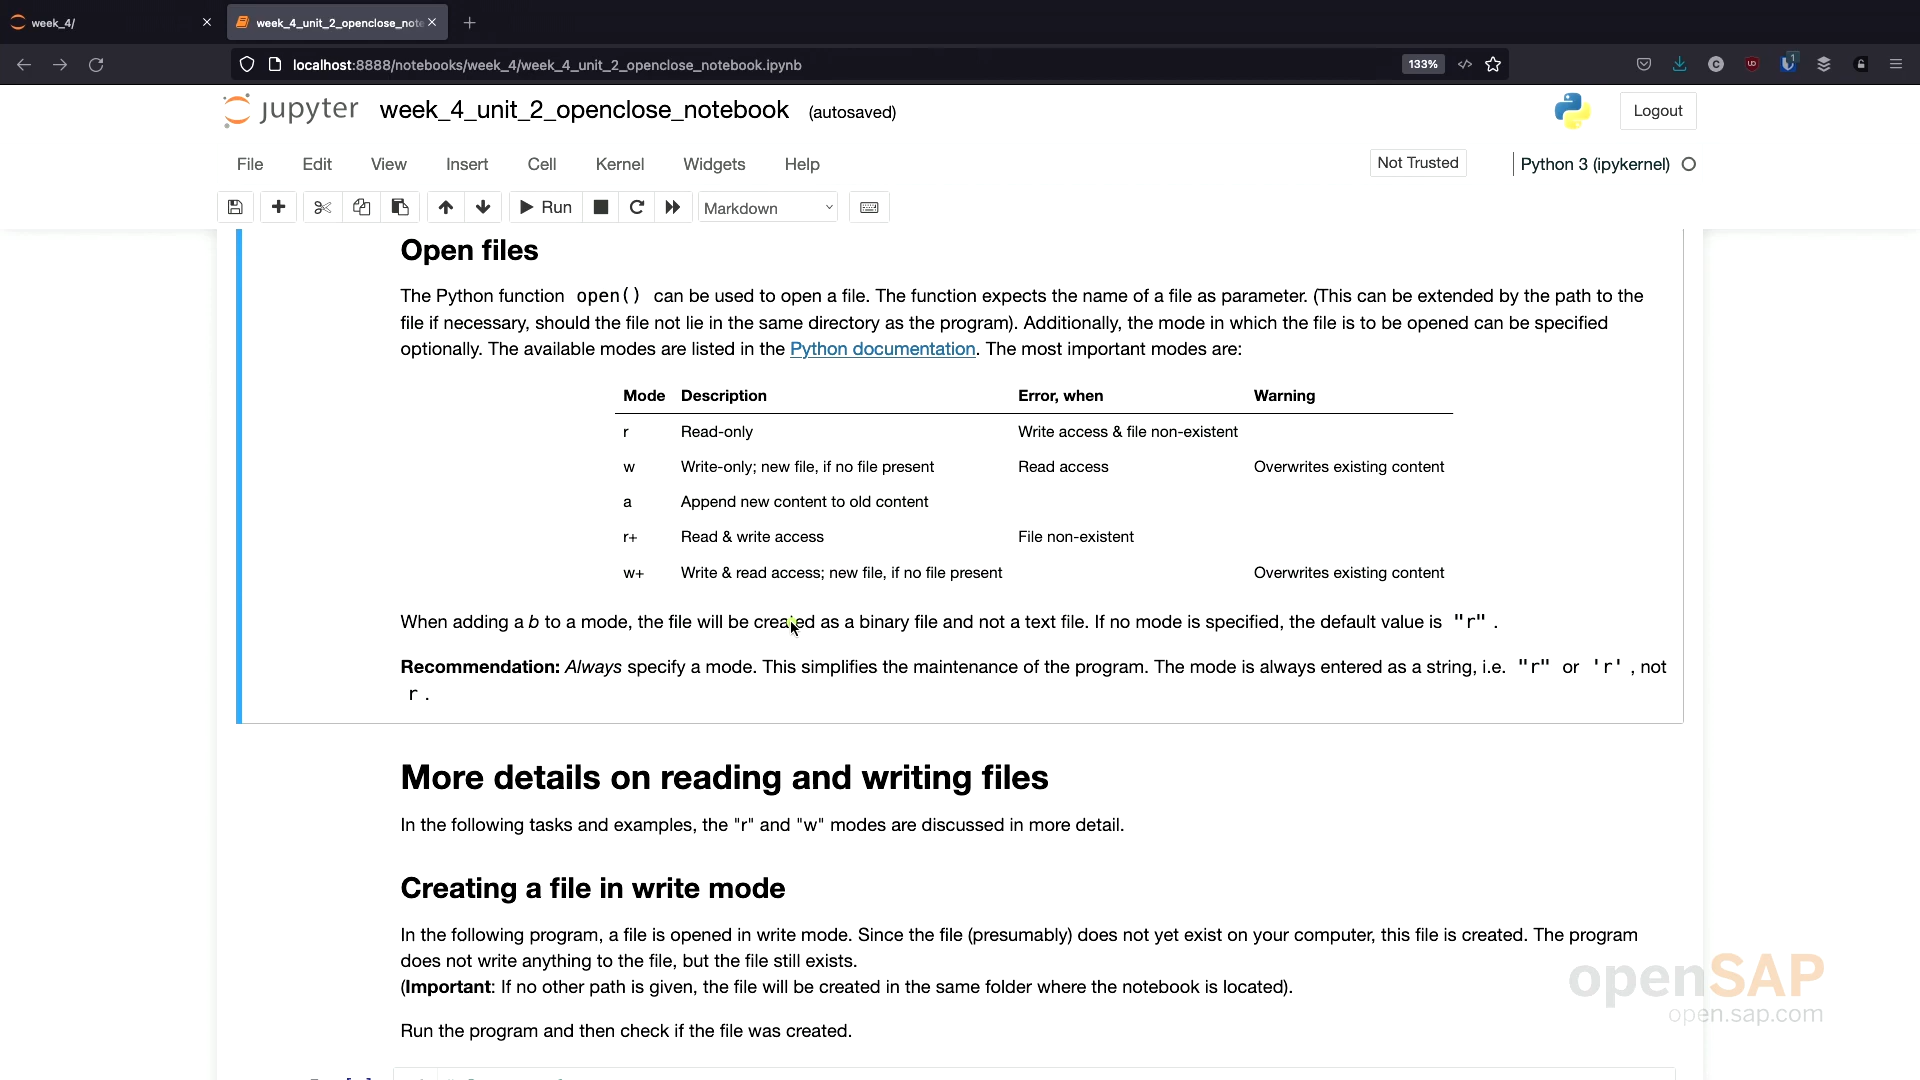 week_4/
week_4_unit_2_openclose_note
localhost:8888/notebooks/week_4/week_4_unit_2_openclose_notebook.ipynb
133%
jupyter week_4_unit_2_openclose_notebook (autosaved)
Logout
File Edit View Insert Cell Kernel Widgets Help
Not Trusted
Python 3 (ipykernel)
Run
Markdown
Open files
The Python function open() can be used to open a file. The function expects the name of a file as parameter. (This can be extended by the path to the
file if necessary, should the file not lie in the same directory as the program). Additionally, the mode in which the file is to be opened can be specified
optionally. The available modes are listed in the Python documentation. The most important modes are:
Mode Description Error, when Warning
r Read-only Write access & file non-existent
w Write-only; new file, if no file present Read access Overwrites existing content
a Append new content to old content
r+ Read & write access File non-existent
w+ Write & read access; new file, if no file present Overwrites existing content
When adding a b to a mode, the file will be created as a binary file and not a text file. If no mode is specified, the default value is "r" .
Recommendation: Always specify a mode. This simplifies the maintenance of the program. The mode is always entered as a string, i.e. "r" or 'r' , not
r .
More details on reading and writing files
In the following tasks and examples, the "r" and "w" modes are discussed in more detail.
Creating a file in write mode
In the following program, a file is opened in write mode. Since the file (presumably) does not yet exist on your computer, this file is created. The program
does not write anything to the file, but the file still exists.
(Important: If no other path is given, the file will be created in the same folder where the notebook is located).
Run the program and then check if the file was created.
openSAP
open.sap.com